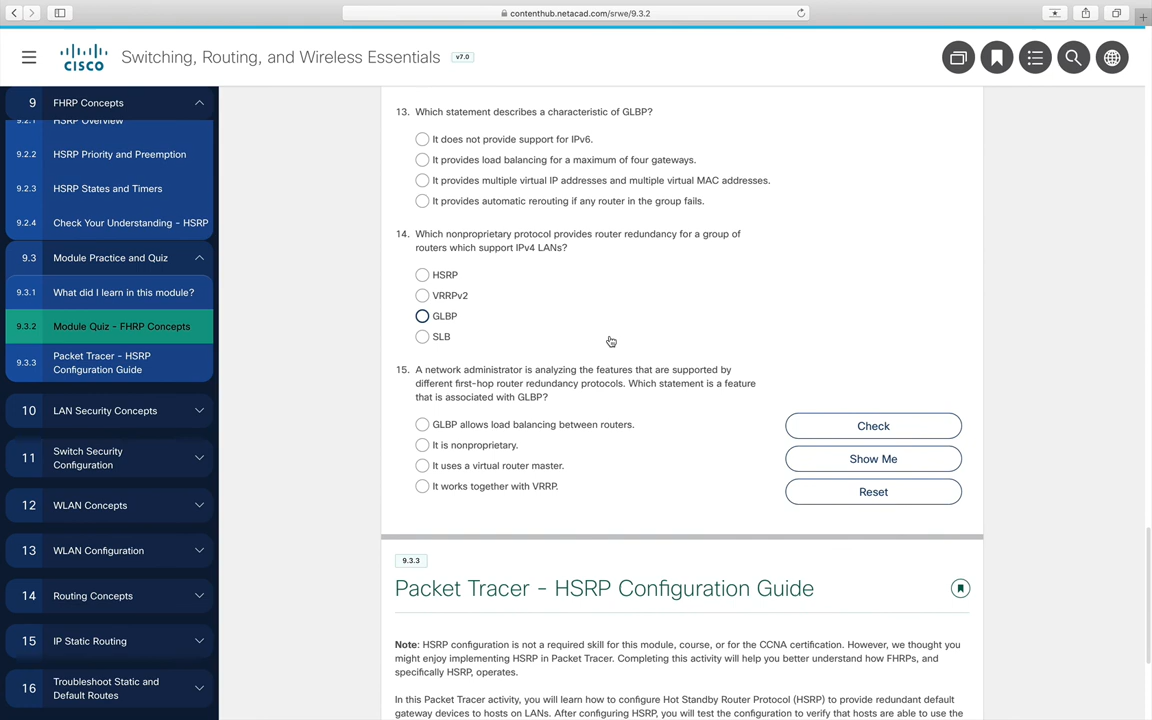 contenthub.netacad.com/srwe/9.3.2
CISCO
Switching, Routing, and Wireless Essentials
v7.0
9 FHRP Concepts
9.2.1 HSRP Overview
9.2.2 HSRP Priority and Preemption
9.2.3 HSRP States and Timers
9.2.4 Check Your Understanding - HSRP
9.3 Module Practice and Quiz
9.3.1 What did I learn in this module?
9.3.2 Module Quiz - FHRP Concepts
9.3.3 Packet Tracer - HSRP
Configuration Guide
10 LAN Security Concepts
11 Switch Security
Configuration
12 WLAN Concepts
13 WLAN Configuration
14 Routing Concepts
15 IP Static Routing
16 Troubleshoot Static and
Default Routes
13. Which statement describes a characteristic of GLBP?
It does not provide support for IPv6.
It provides load balancing for a maximum of four gateways.
It provides multiple virtual IP addresses and multiple virtual MAC addresses.
It provides automatic rerouting if any router in the group fails.
14. Which nonproprietary protocol provides router redundancy for a group of
routers which support IPv4 LANs?
HSRP
VRRPv2
GLBP
SLB
15. A network administrator is analyzing the features that are supported by
different first-hop router redundancy protocols. Which statement is a feature
that is associated with GLBP?
GLBP allows load balancing between routers.
It is nonproprietary.
It uses a virtual router master.
It works together with VRRP.
Check
Show Me
Reset
9.3.3
Packet Tracer - HSRP Configuration Guide
Note: HSRP configuration is not a required skill for this module, course, or for the CCNA certification. However, we thought you
might enjoy implementing HSRP in Packet Tracer. Completing this activity will help you better understand how FHRPs, and
specifically HSRP, operates.
In this Packet Tracer activity, you will learn how to configure Hot Standby Router Protocol (HSRP) to provide redundant default
gateway devices to hosts on LANs. After configuring HSRP, you will test the configuration to verify that hosts are able to use the